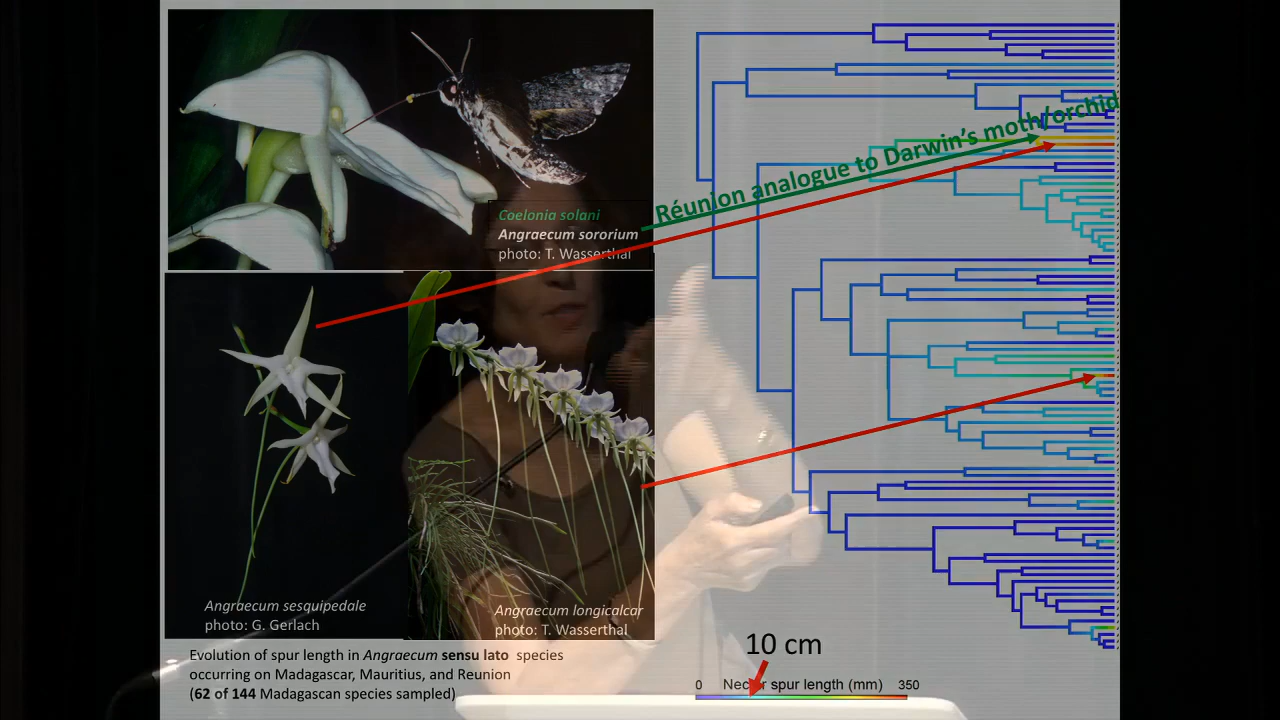 Coelonia solani
Angraecum sororium
photo: T. Wasserthal
Réunion analogue to Darwin's moth/orchid
Angraecum sesquipedale
photo: G. Gerlach
Angraecum longicalcar
photo: T. Wasserthal
Evolution of spur length in Angraecum sensu lato species
occurring on Madagascar, Mauritius, and Reunion
(62 of 144 Madagascan species sampled)
10 cm
0 Nectar spur length (mm) 350